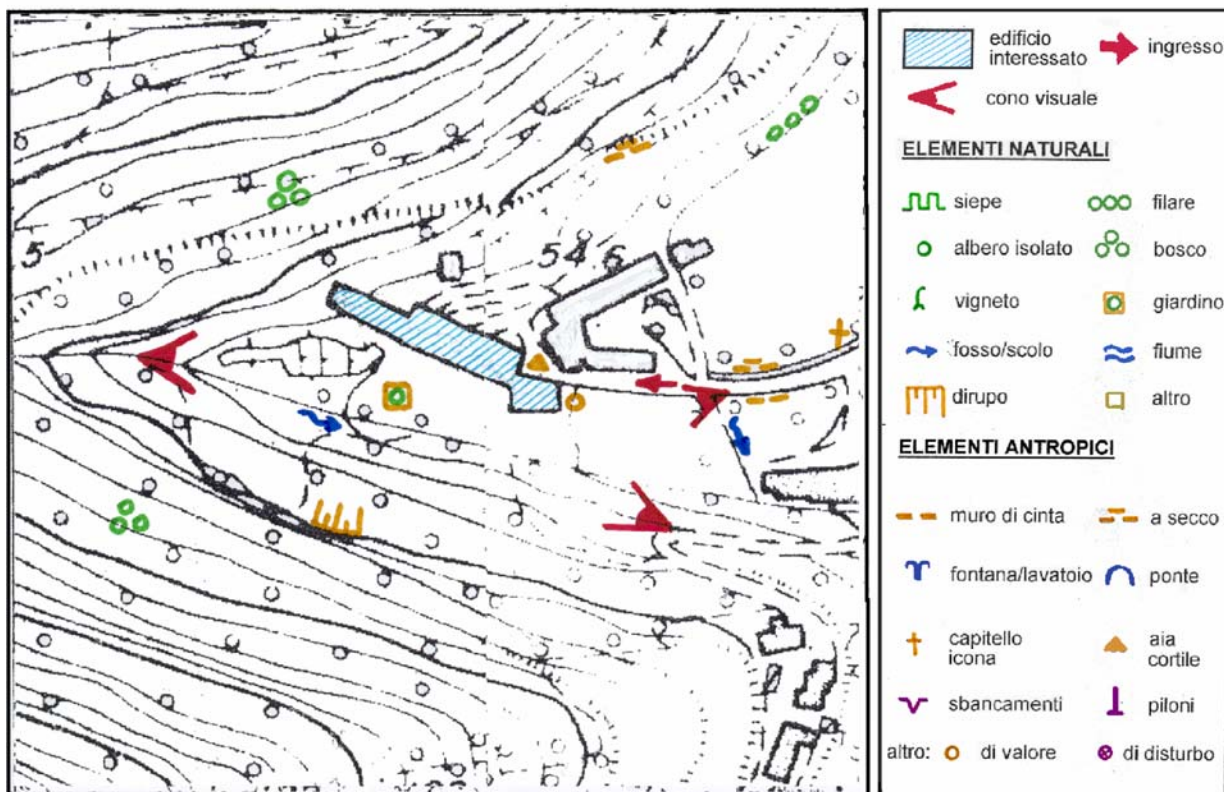 5
546
edificio
interessato
ingresso
cono visuale
ELEMENTI NATURALI
siepe
filare
albero isolato
bosco
vigneto
giardino
fosso/scolo
fiume
dirupo
altro
ELEMENTI ANTROPICI
muro di cinta
a secco
fontana/lavatoio
ponte
capitello
icona
aia
cortile
sbancamenti
piloni
altro:
di valore
di disturbo